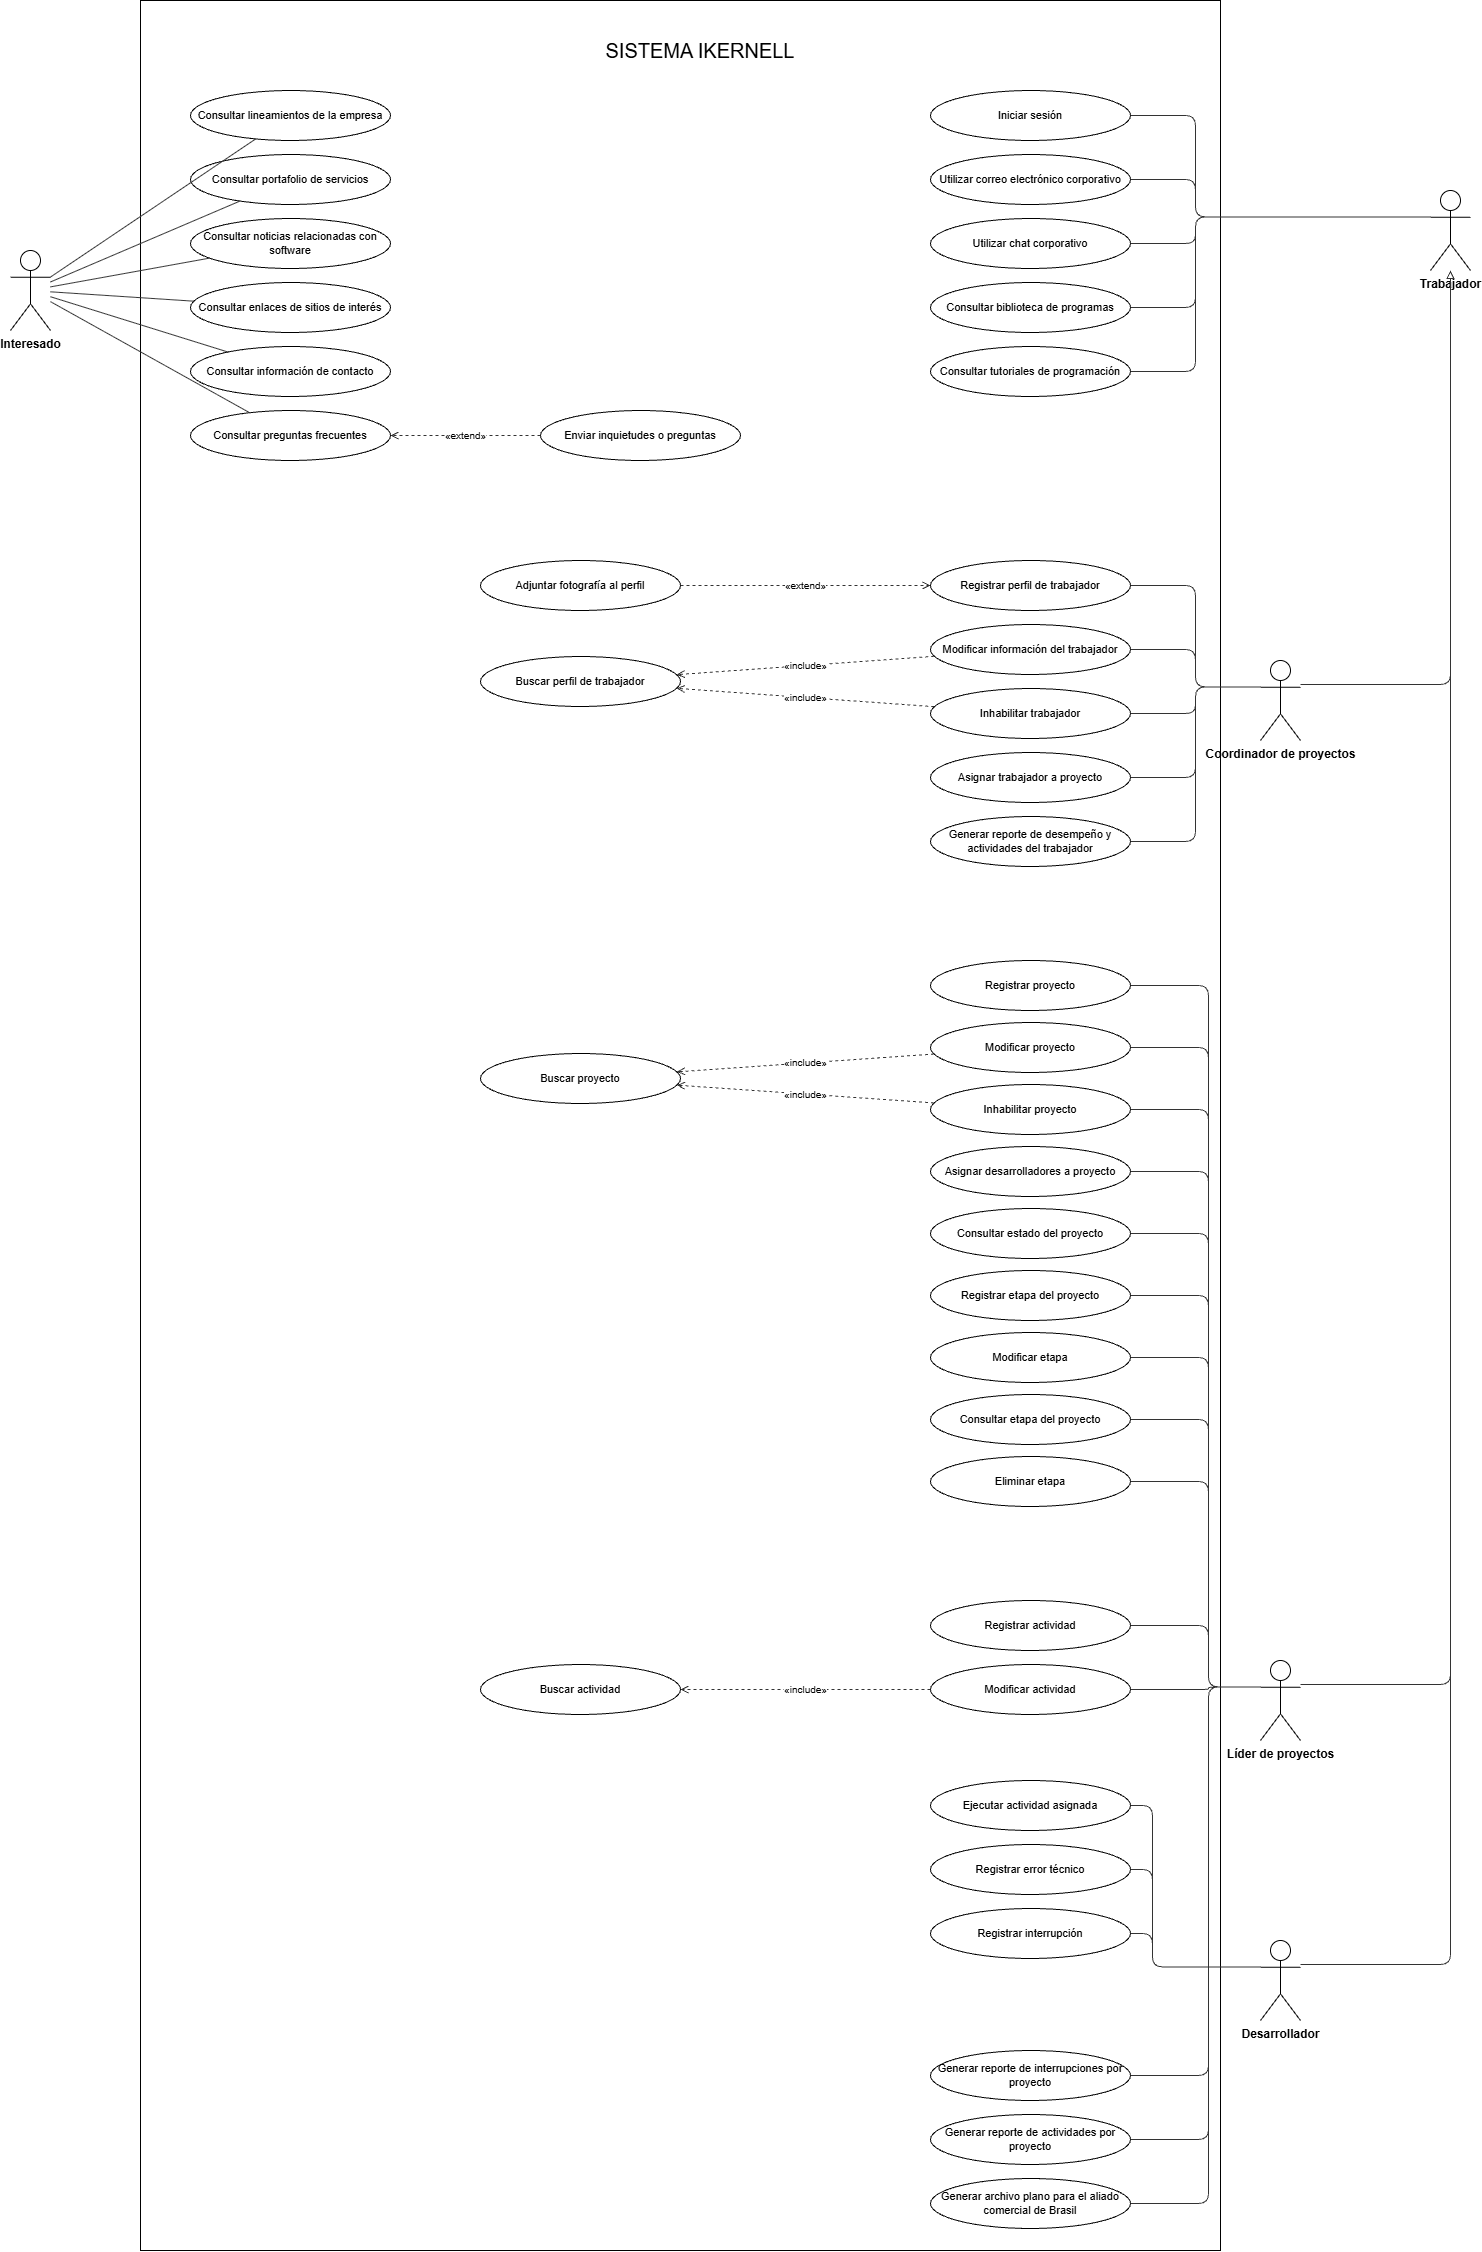 SISTEMA IKERNELL
Consultar lineamientos de la empresa
Consultar portafolio de servicios
Consultar noticias relacionadas con
software
Consultar enlaces de sitios de interés
Consultar información de contacto
Consultar preguntas frecuentes
«extend»
Enviar inquietudes o preguntas
Interesado
Iniciar sesión
Utilizar correo electrónico corporativo
Utilizar chat corporativo
Consultar biblioteca de programas
Consultar tutoriales de programación
Trabajador
Adjuntar fotografía al perfil
«extend»
Registrar perfil de trabajador
Buscar perfil de trabajador
«include»
«include»
Modificar información del trabajador
Inhabilitar trabajador
Asignar trabajador a proyecto
Generar reporte de desempeño y
actividades del trabajador
Coordinador de proyectos
Registrar proyecto
Buscar proyecto
«include»
«include»
Modificar proyecto
Inhabilitar proyecto
Asignar desarrolladores a proyecto
Consultar estado del proyecto
Registrar etapa del proyecto
Modificar etapa
Consultar etapa del proyecto
Eliminar etapa
Registrar actividad
Buscar actividad
«include»
Modificar actividad
Líder de proyectos
Ejecutar actividad asignada
Registrar error técnico
Registrar interrupción
Desarrollador
Generar reporte de interrupciones por
proyecto
Generar reporte de actividades por
proyecto
Generar archivo plano para el aliado
comercial de Brasil